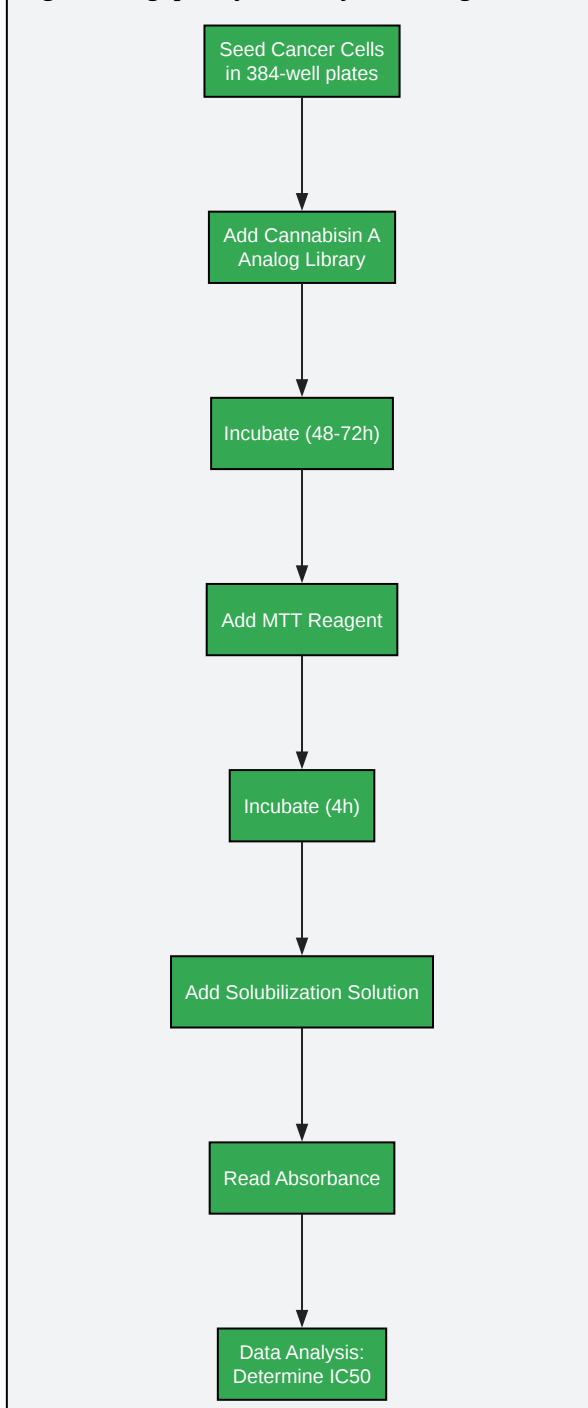 Seed Cancer Cells
in 384-well plates
Add Cannabisin A
Analog Library
Incubate (48-72h)
Add MTT Reagent
Incubate (4h)
Add Solubilization Solution
Read Absorbance
Data Analysis:
Determine IC50